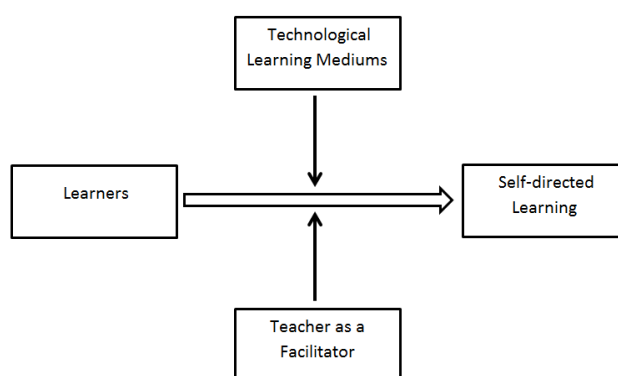 Technological
Learning Mediums
Learners
Self-directed
Learning
Teacher as a
Facilitator